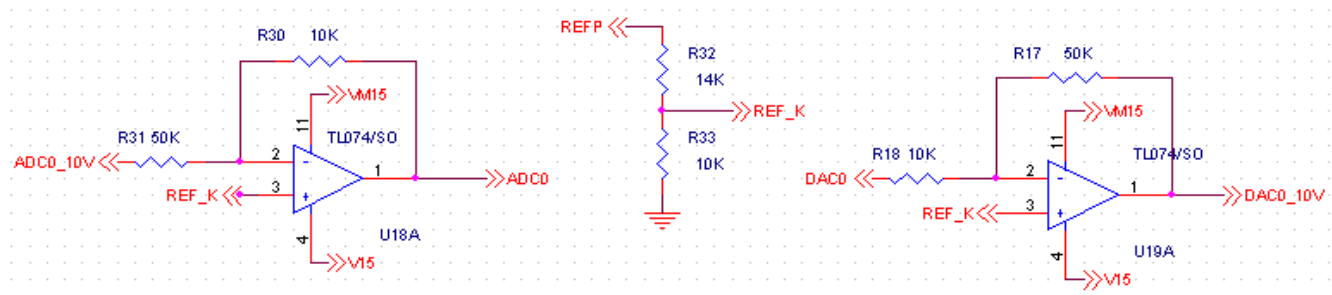 R30 10K
VM15
11
R31 50K
TL074/SO
ADC0_10V
2
-
1
ADC0
REF_K
3
+
4
U18A
V15
REFP
R32
14K
REF_K
R33
10K
R17 50K
VM15
11
R18 10K
TL074/SO
DAC0
2
-
1
DAC0_10V
REF_K
3
+
4
U19A
V15